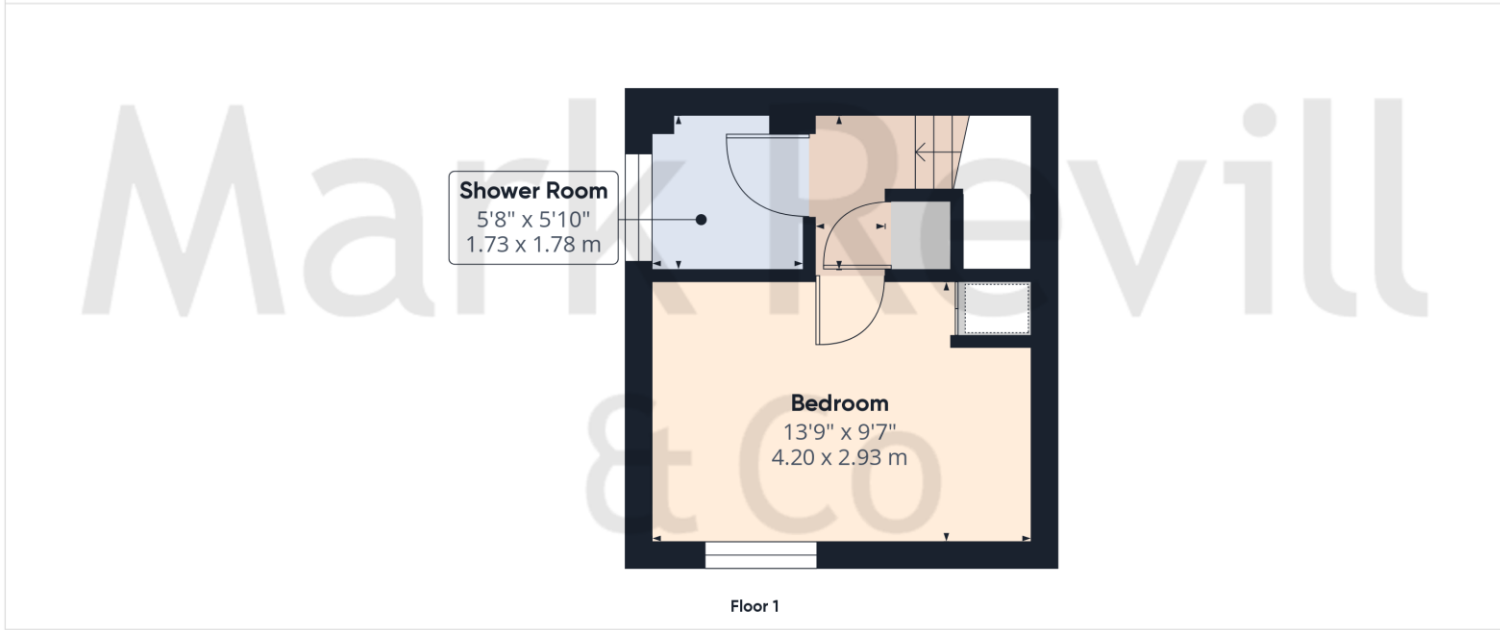 Mark Revill
& Co
Shower Room
5'8" x 5'10"
1.73 x 1.78 m
Bedroom
13'9" x 9'7"
4.20 x 2.93 m
Floor 1